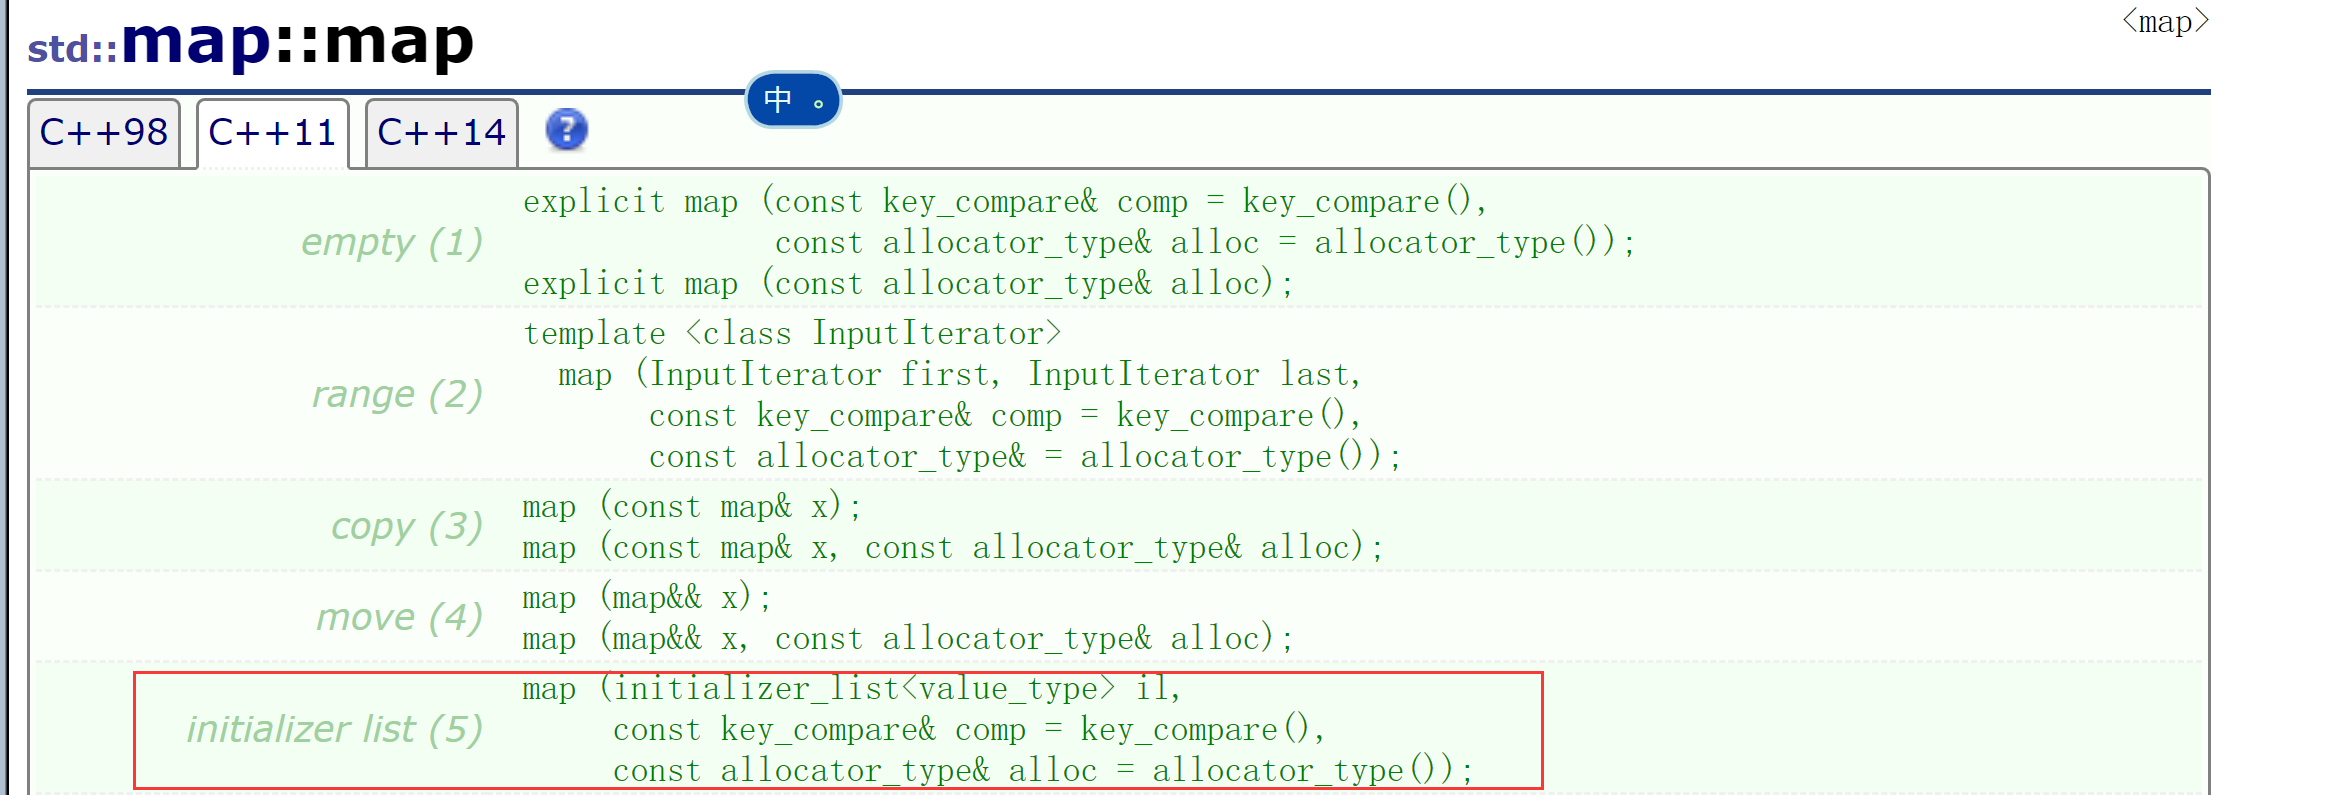 std::map::map
<map>
中 。
C++98 C++11 C++14 ?
empty (1)
explicit map (const key_compare& comp = key_compare(),
const allocator_type& alloc = allocator_type());
explicit map (const allocator_type& alloc);
range (2)
template <class InputIterator>
map (InputIterator first, InputIterator last,
const key_compare& comp = key_compare(),
const allocator_type& = allocator_type());
copy (3)
map (const map& x);
map (const map& x, const allocator_type& alloc);
move (4)
map (map&& x);
map (map&& x, const allocator_type& alloc);
initializer list (5)
map (initializer_list<value_type> il,
const key_compare& comp = key_compare(),
const allocator_type& alloc = allocator_type());